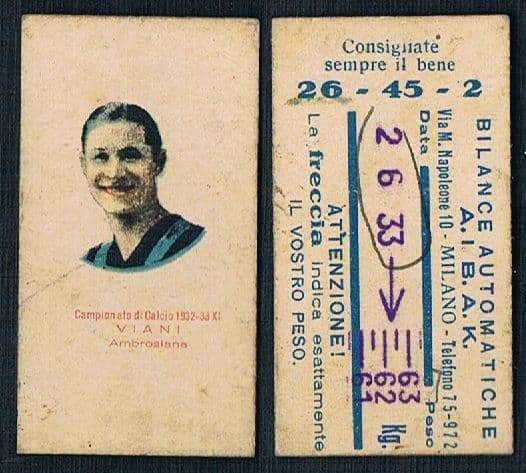 Campionato di Calcio 1932-33 XI
VIANI
Ambrosiana
Consigliate
sempre il bene
26 - 45 - 2
BILANCE AUTOMATICHE
A.I.B.A.K.
Via M. Napoleone 10 - MILANO - Telefono 75-972
Data
Peso
2 6 33
63
62
61
Kg.
ATTENZIONE!
La freccia indica esattamente
IL VOSTRO PESO.